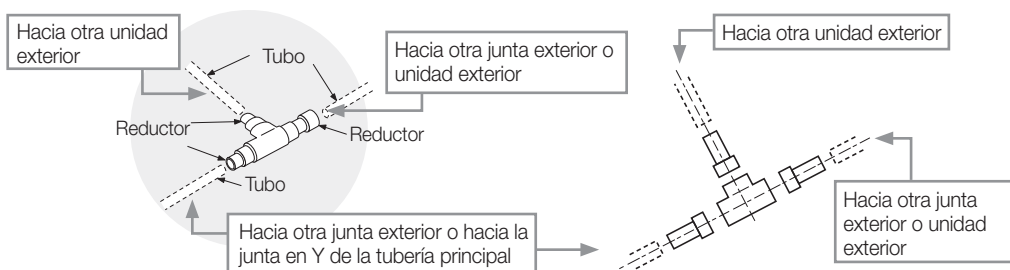 Hacia otra unidad
exterior
Tubo
Hacia otra junta exterior o
unidad exterior
Reductor
Reductor
Tubo
Hacia otra junta exterior o hacia la
junta en Y de la tubería principal
Hacia otra unidad exterior
Hacia otra junta
exterior o unidad
exterior